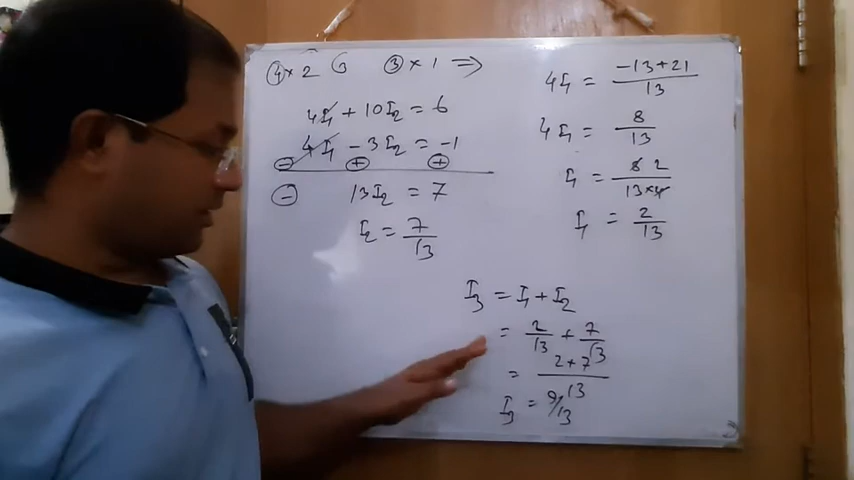 ④×2 ③ ×1 ⇒
4I₁ + 10I₂ = 6
4I₁ - 3I₂ = -1
⊖ ⊕ ⊕
⊖ 13I₂ = 7
I₂ = 7/13
4I₁ = (-13+21)/13
4I₁ = 8/13
I₁ = 8 2/13×4
I₁ = 2/13
I₃ = I₁ + I₂
= 2/13 + 7/13
= (2+7)/13
I₃ = 9/13